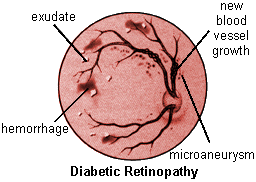 exudate
new
blood
vessel
growth
hemorrhage
microaneurysm
Diabetic Retinopathy